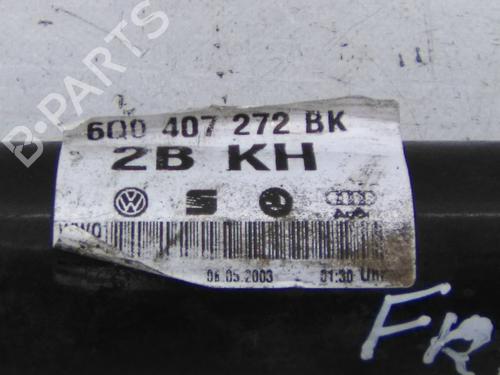 B-PARTS
6Q0 407 272 BK
2B KH
Audi
06.05.2003 01:30 Uhr
FR